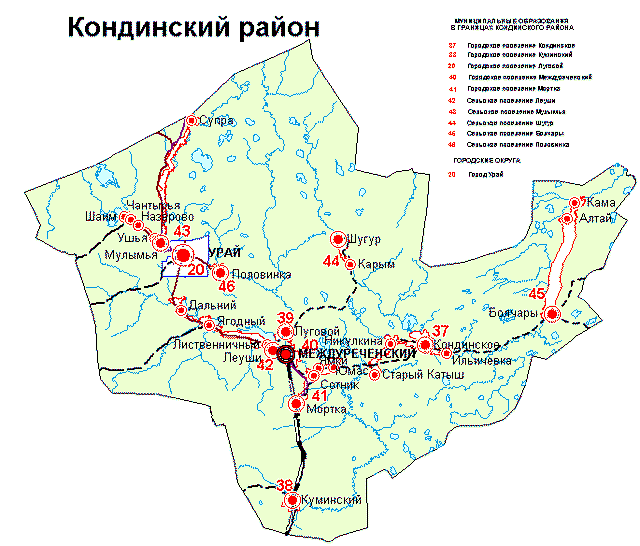 Кондинский район
МУНИЦИПАЛЬНЫЕ ОБРАЗОВАНИЯ
В ГРАНИЦАХ КОНДИНСКОГО РАЙОНА
37 Городское поселение Кондинское
38 Городское поселение Куминский
20 Городское поселение Луговой
40 Городское поселение Междуреченский
41 Городское поселение Мортка
42 Сельское поселение Леуши
43 Сельское поселение Мулымья
44 Сельское поселение Шугур
45 Сельское поселение Болчары
46 Сельское поселение Половинка
ГОРОДСКИЕ ОКРУГА
20 Город Урай
Супра
Чантырья
Шаим
Назарово
Ушья
43
Мулымья
УРАЙ
20
Половинка
46
Шугур
44
Карым
Кама
Алтай
45
Болчары
Дальний
Ягодный
39
Луговой
Лиственничный
40
Никулкина
37
Кондинское
Леуши
МЕЖДУРЕЧЕНСКИЙ
42
Ямки
Юмас
Ильичевка
Старый Катыш
Сотник
41
Мортка
38
Куминский